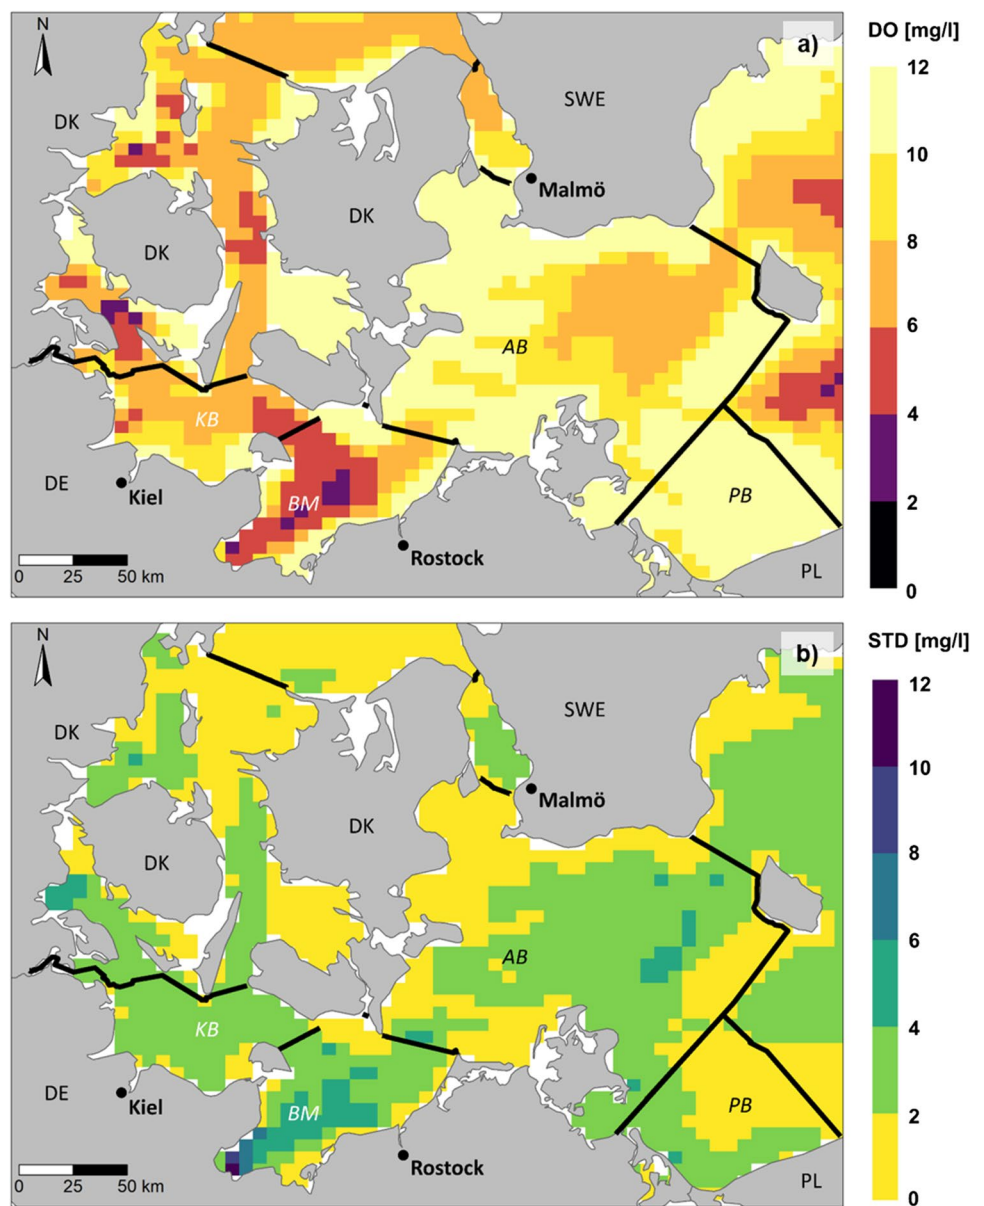 N
a)
DO [mg/l]
12
SWE
DK
10
Malmö
DK
DK
8
6
AB
KB
4
DE
Kiel
BM
PB
2
Rostock
0 25 50 km
PL
0
N
b)
STD [mg/l]
12
SWE
DK
10
Malmö
DK
DK
8
6
AB
KB
4
DE
Kiel
BM
PB
2
Rostock
0 25 50 km
PL
0